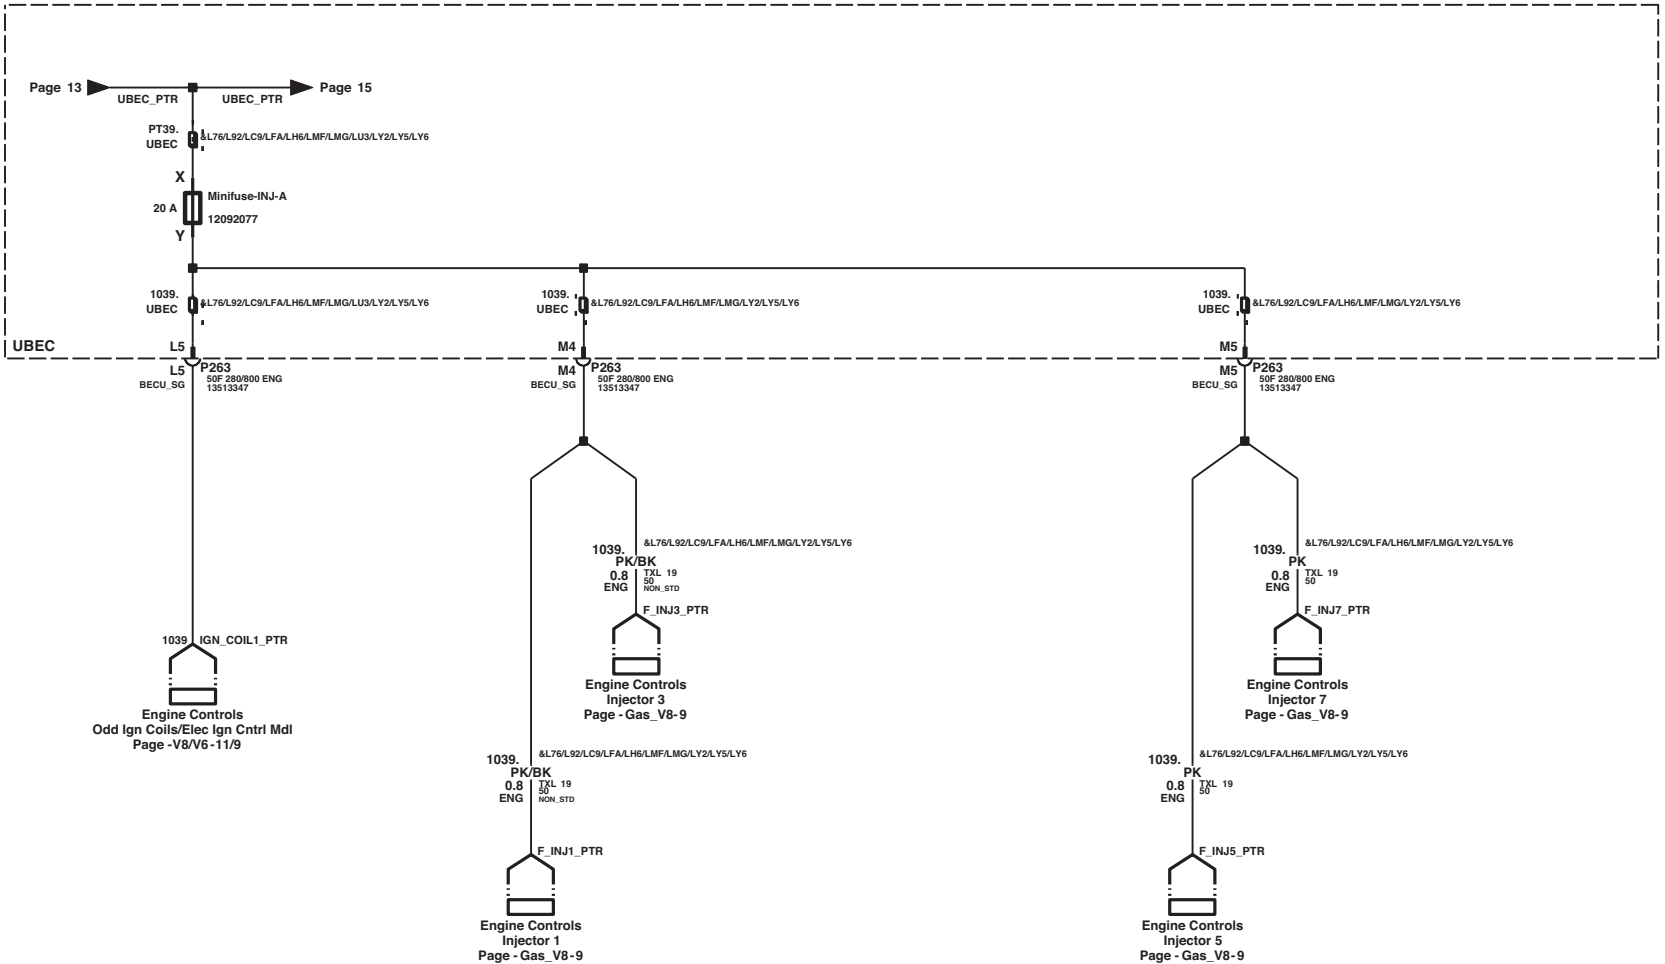 Page 13
Page 15
UBEC_PTR
UBEC_PTR
PT39.
UBEC
&L76/L92/LC9/LFA/LH6/LMF/LMG/LU3/LY2/LY5/LY6
X
20 A
Minifuse-INJ-A
12092077
Y
1039.
UBEC
&L76/L92/LC9/LFA/LH6/LMF/LMG/LU3/LY2/LY5/LY6
1039.
UBEC
&L76/L92/LC9/LFA/LH6/LMF/LMG/LY2/LY5/LY6
1039.
UBEC
&L76/L92/LC9/LFA/LH6/LMF/LMG/LY2/LY5/LY6
UBEC
L5
M4
M5
L5
BECU_SG
P263
50F 280/800 ENG
13513347
M4
BECU_SG
P263
50F 280/800 ENG
13513347
M5
BECU_SG
P263
50F 280/800 ENG
13513347
&L76/L92/LC9/LFA/LH6/LMF/LMG/LY2/LY5/LY6
1039.
PK/BK
0.8
ENG
TXL 19
50
NON_STD
F_INJ3_PTR
Engine Controls
Injector 3
Page - Gas_V8-9
&L76/L92/LC9/LFA/LH6/LMF/LMG/LY2/LY5/LY6
1039.
PK
0.8
ENG
TXL 19
50
F_INJ7_PTR
Engine Controls
Injector 7
Page - Gas_V8-9
1039
IGN_COIL1_PTR
Engine Controls
Odd Ign Coils/Elec Ign Cntrl Mdl
Page -V8/V6 -11/9
&L76/L92/LC9/LFA/LH6/LMF/LMG/LY2/LY5/LY6
1039.
PK/BK
0.8
ENG
TXL 19
50
NON_STD
F_INJ1_PTR
Engine Controls
Injector 1
Page - Gas_V8-9
&L76/L92/LC9/LFA/LH6/LMF/LMG/LY2/LY5/LY6
1039.
PK
0.8
ENG
TXL 19
50
F_INJ5_PTR
Engine Controls
Injector 5
Page - Gas_V8-9